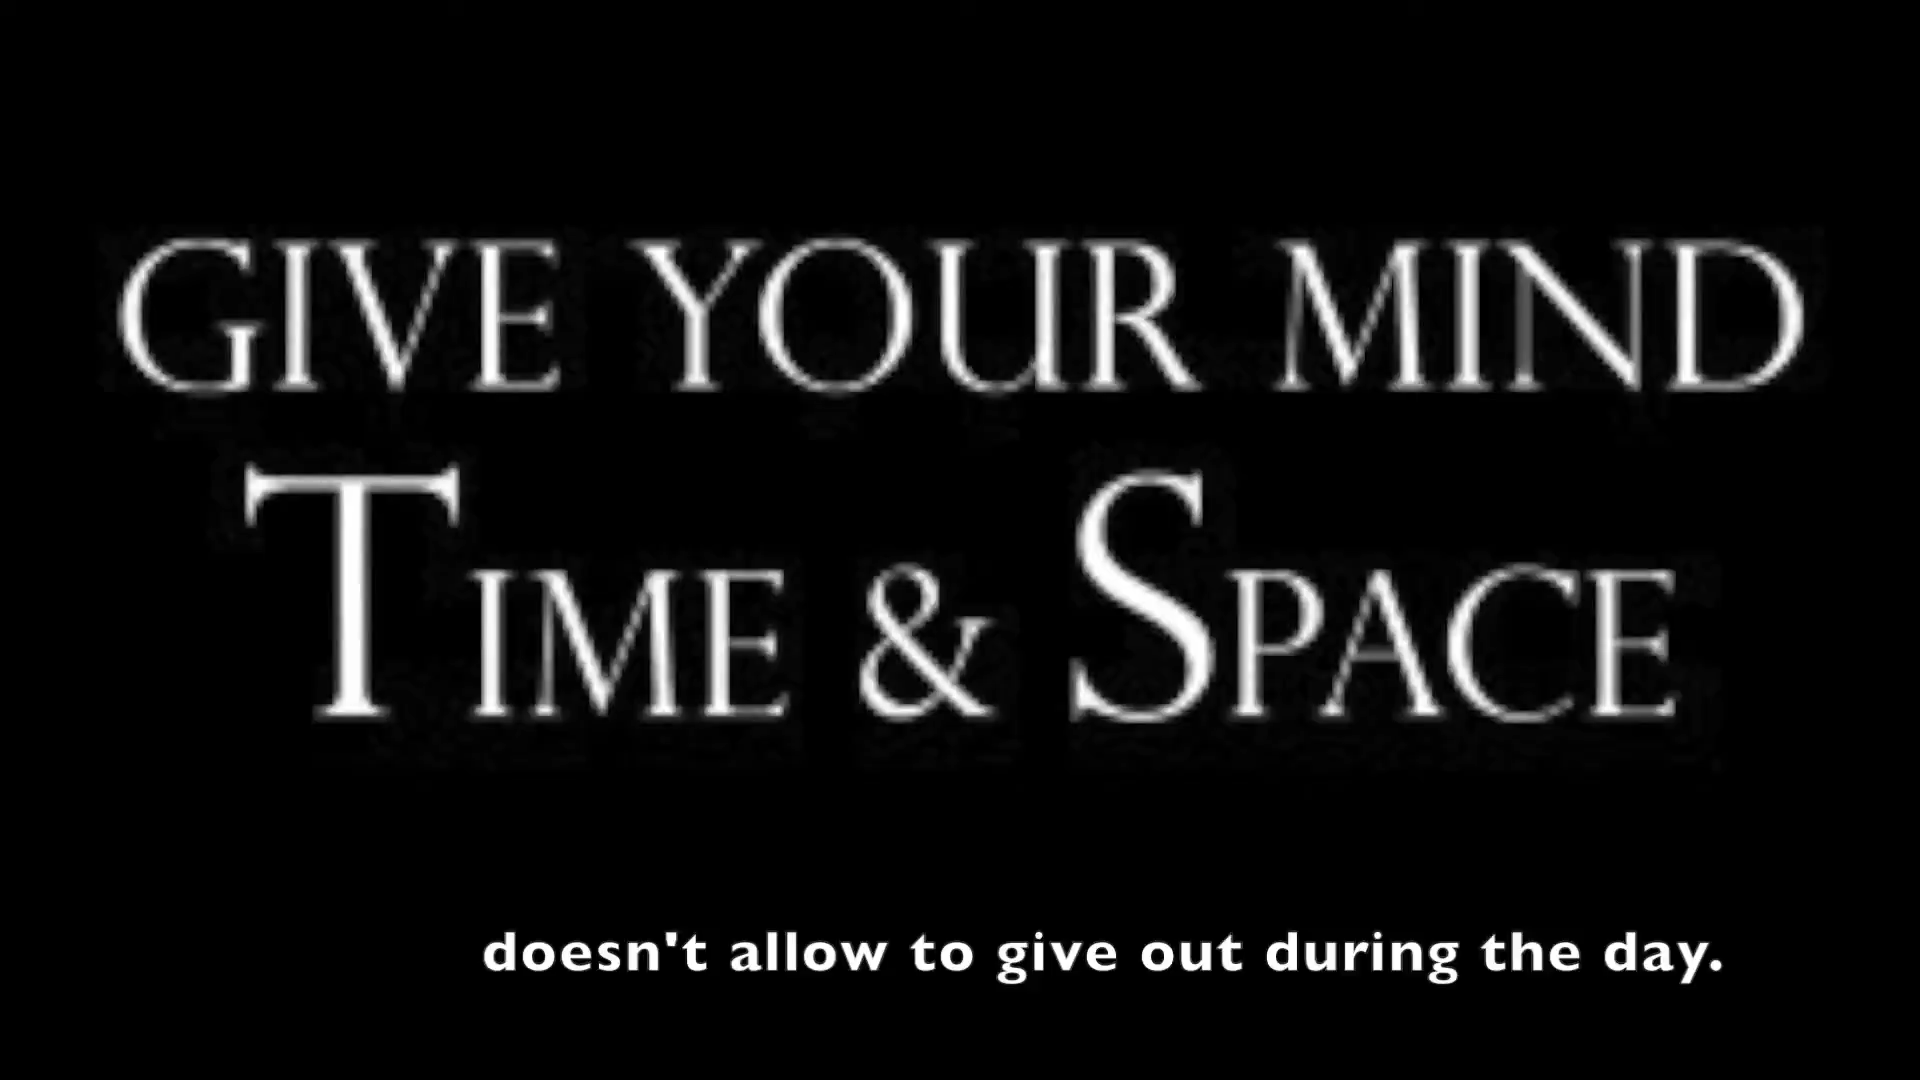 GIVE YOUR MIND
TIME & SPACE
doesn't allow to give out during the day.